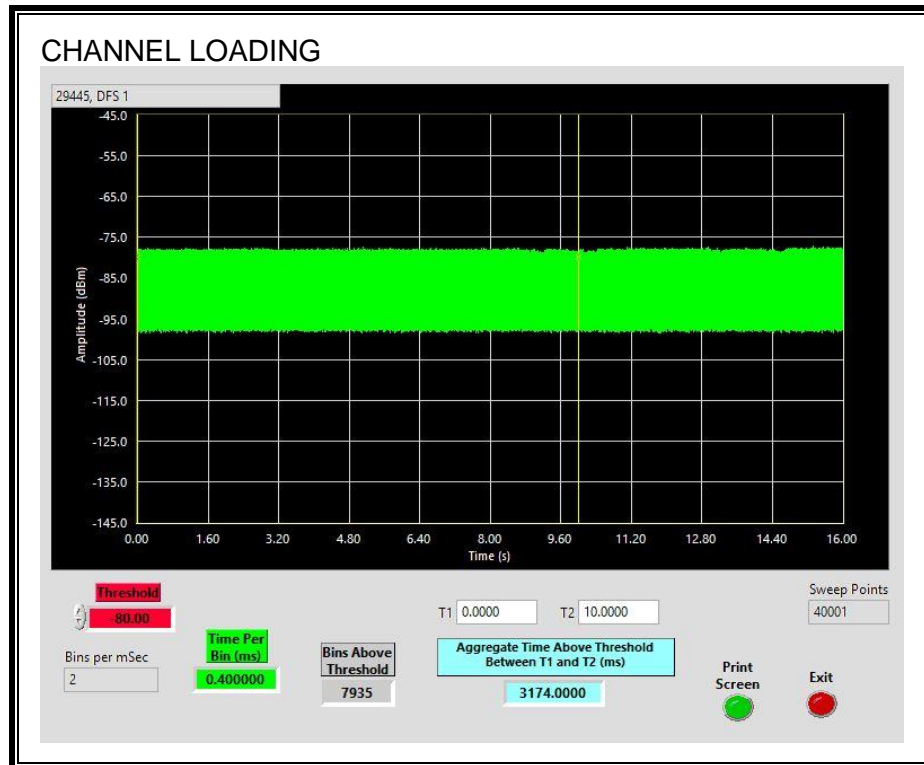 CHANNEL LOADING
29445, DFS 1
-45.0
-55.0
-65.0
-75.0
-85.0
-95.0
-105.0
-115.0
-125.0
-135.0
-145.0
Amplitude (dBm)
0.00 1.60 3.20 4.80 6.40 8.00 9.60 11.20 12.80 14.40 16.00
Time (s)
Threshold
-80.00
Bins per mSec
2
Time Per
Bin (ms)
0.400000
Bins Above
Threshold
7935
T1 0.0000 T2 10.0000
Aggregate Time Above Threshold
Between T1 and T2 (ms)
3174.0000
Sweep Points
40001
Print
Screen
Exit